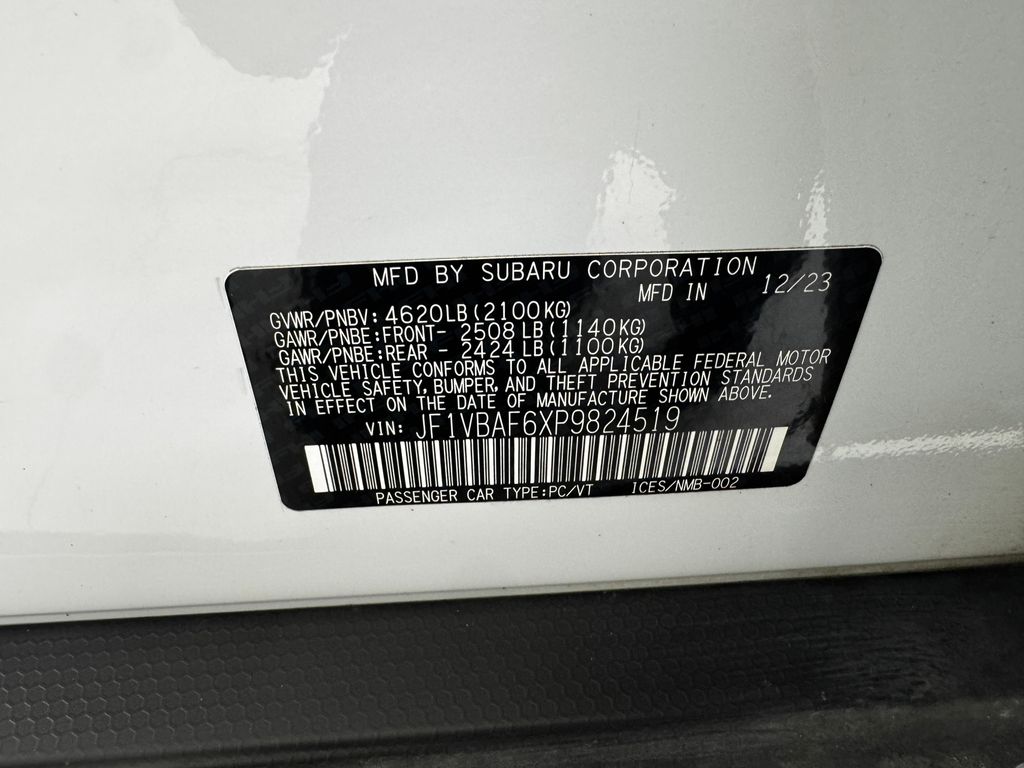 MFD BY SUBARU CORPORATION
MFD IN 12/23
GVWR/PNBV: 4620LB(2100KG)
GAWR/PNBE:FRONT- 2508 LB(1140KG)
GAWR/PNBE:REAR - 2424 LB(1100KG)
THIS VEHICLE CONFORMS TO ALL APPLICABLE FEDERAL MOTOR
VEHICLE SAFETY, BUMPER, AND THEFT PREVENTION STANDARDS
IN EFFECT ON THE DATE OF MANUFACTURE SHOWN ABOVE.
VIN: JF1VBAF6XP9824519
PASSENGER CAR TYPE:PC/VT ICES/NMB-002